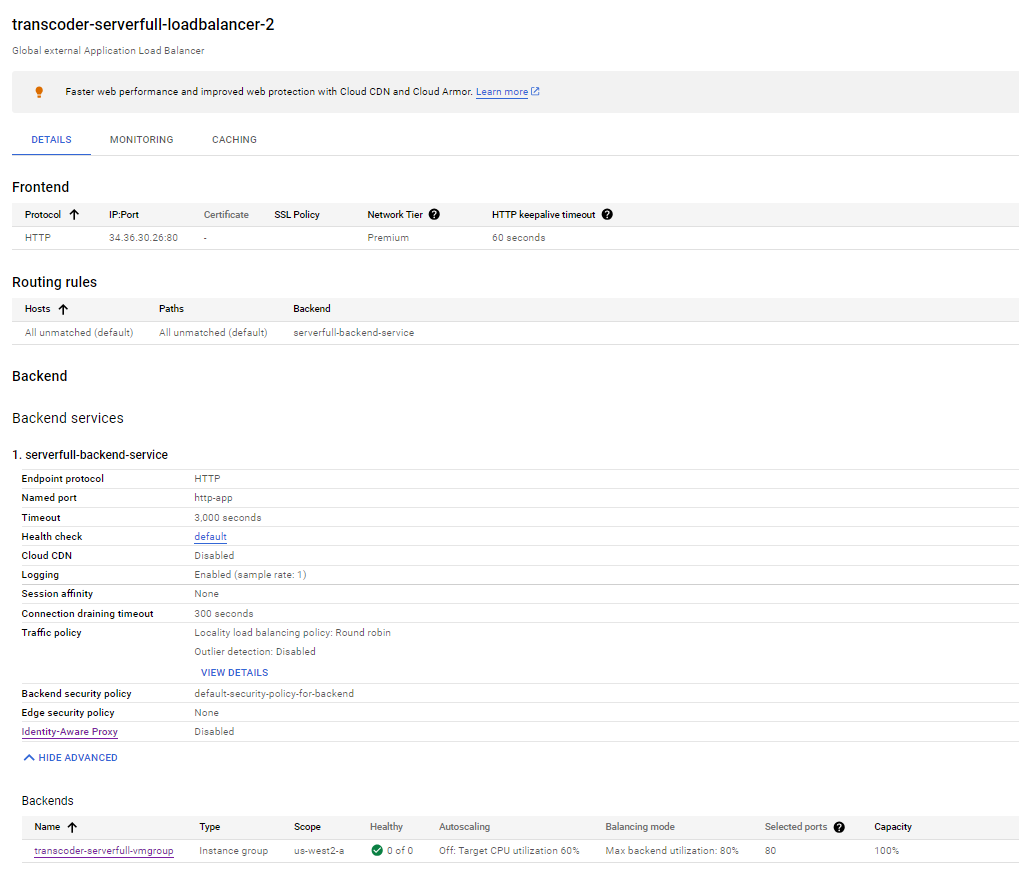 transcoder-serverfull-loadbalancer-2
Global external Application Load Balancer
Faster web performance and improved web protection with Cloud CDN and Cloud Armor. Learn more
DETAILS MONITORING CACHING
Frontend
Protocol IP:Port Certificate SSL Policy Network Tier HTTP keepalive timeout
HTTP 34.36.30.26:80 - Premium 60 seconds
Routing rules
Hosts Paths Backend
All unmatched (default) All unmatched (default) serverfull-backend-service
Backend
Backend services
1. serverfull-backend-service
Endpoint protocol HTTP
Named port http-app
Timeout 3,000 seconds
Health check default
Cloud CDN Disabled
Logging Enabled (sample rate: 1)
Session affinity None
Connection draining timeout 300 seconds
Traffic policy Locality load balancing policy: Round robin
Outlier detection: Disabled
VIEW DETAILS
Backend security policy default-security-policy-for-backend
Edge security policy None
Identity-Aware Proxy Disabled
HIDE ADVANCED
Backends
Name Type Scope Healthy Autoscaling Balancing mode Selected ports Capacity
transcoder-serverfull-vmgroup Instance group us-west2-a 0 of 0 Off: Target CPU utilization 60% Max backend utilization: 80% 80 100%